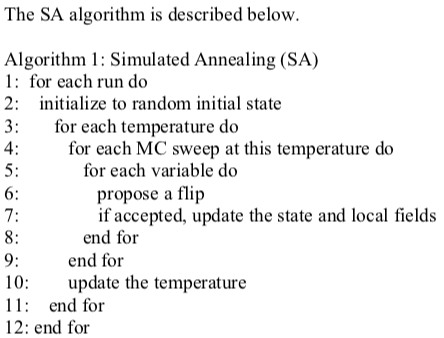 The SA algorithm is described below.
Algorithm 1: Simulated Annealing (SA)
1: for each run do
2: initialize to random initial state
3: for each temperature do
4: for each MC sweep at this temperature do
5: for each variable do
6: propose a flip
7: if accepted, update the state and local fields
8: end for
9: end for
10: update the temperature
11: end for
12: end for